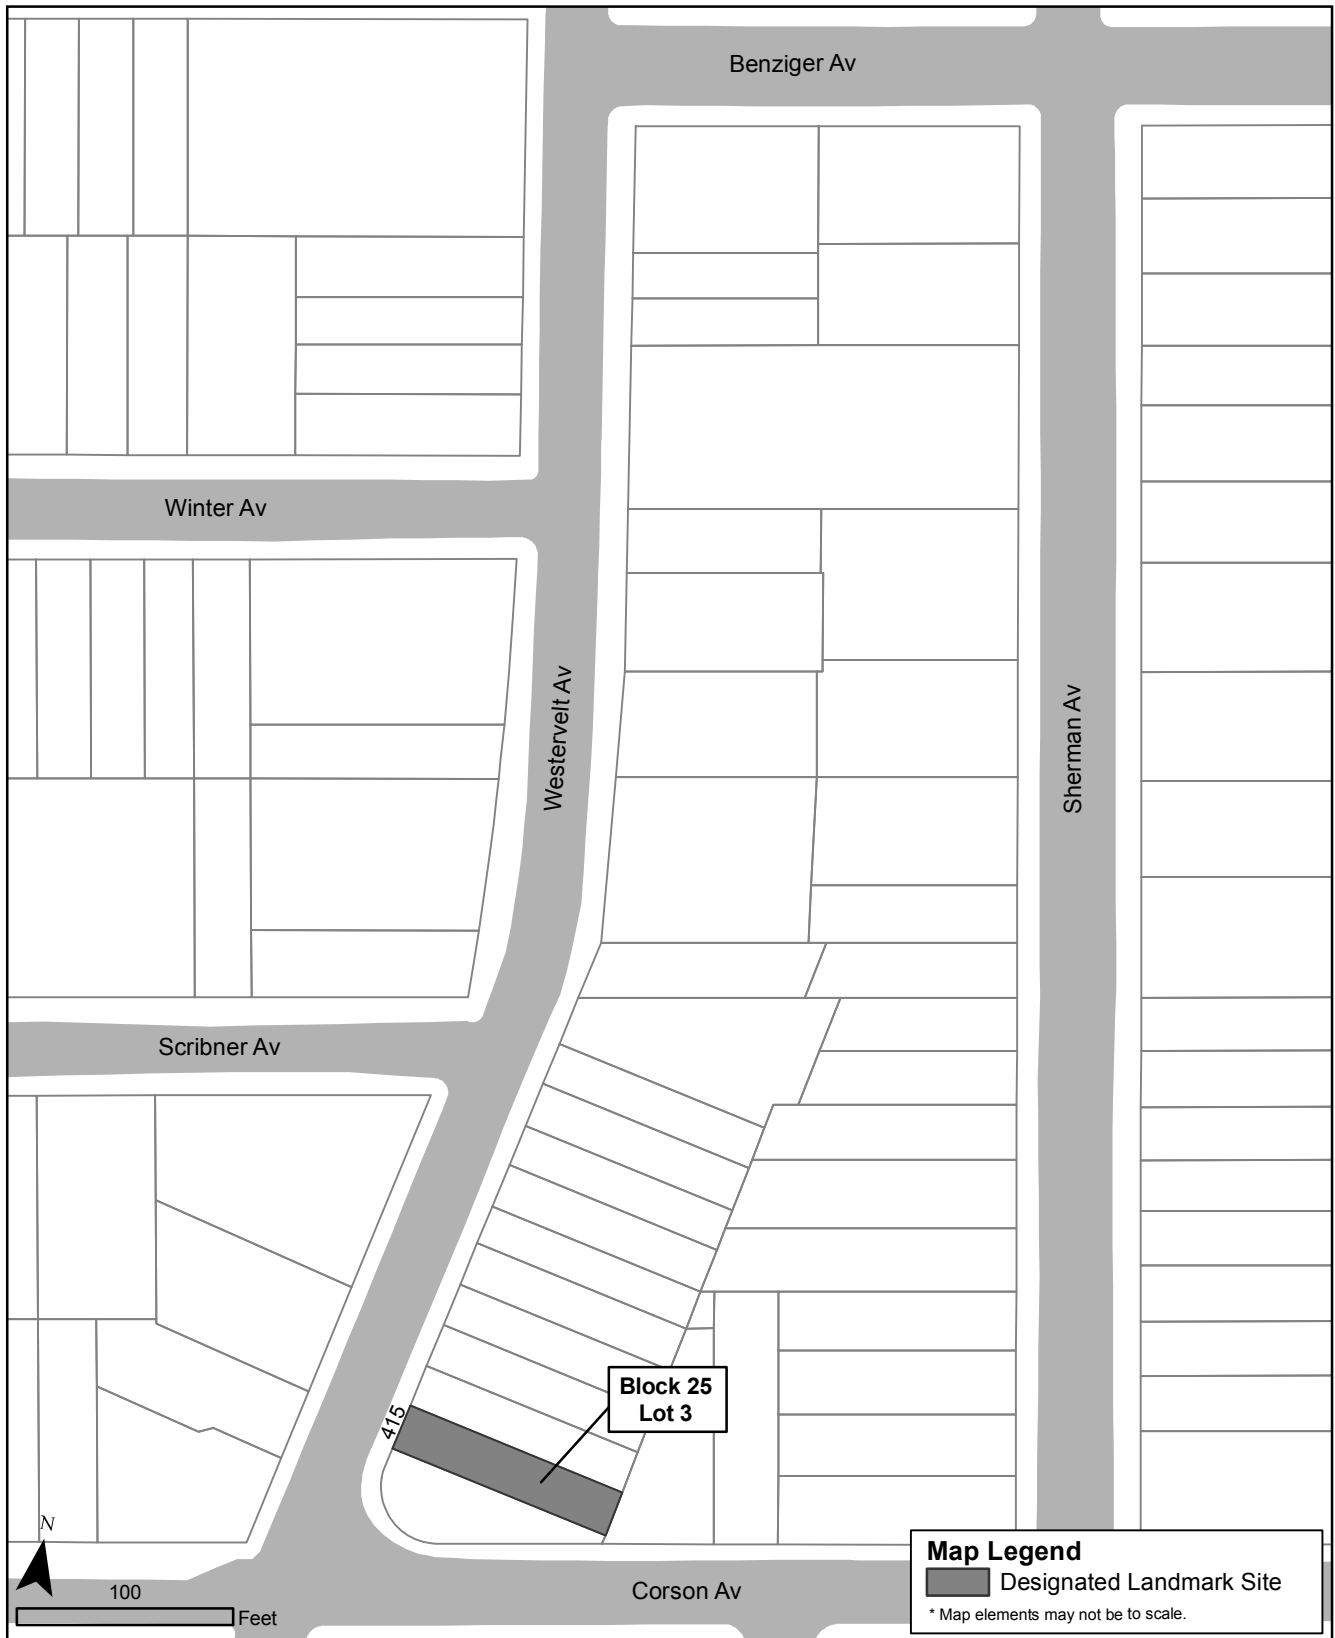 Benziger Av
Winter Av
Westervelt Av
Sherman Av
Scribner Av
Block 25
Lot 3
415
N
100
Feet
Corson Av
Map Legend
Designated Landmark Site
* Map elements may not be to scale.